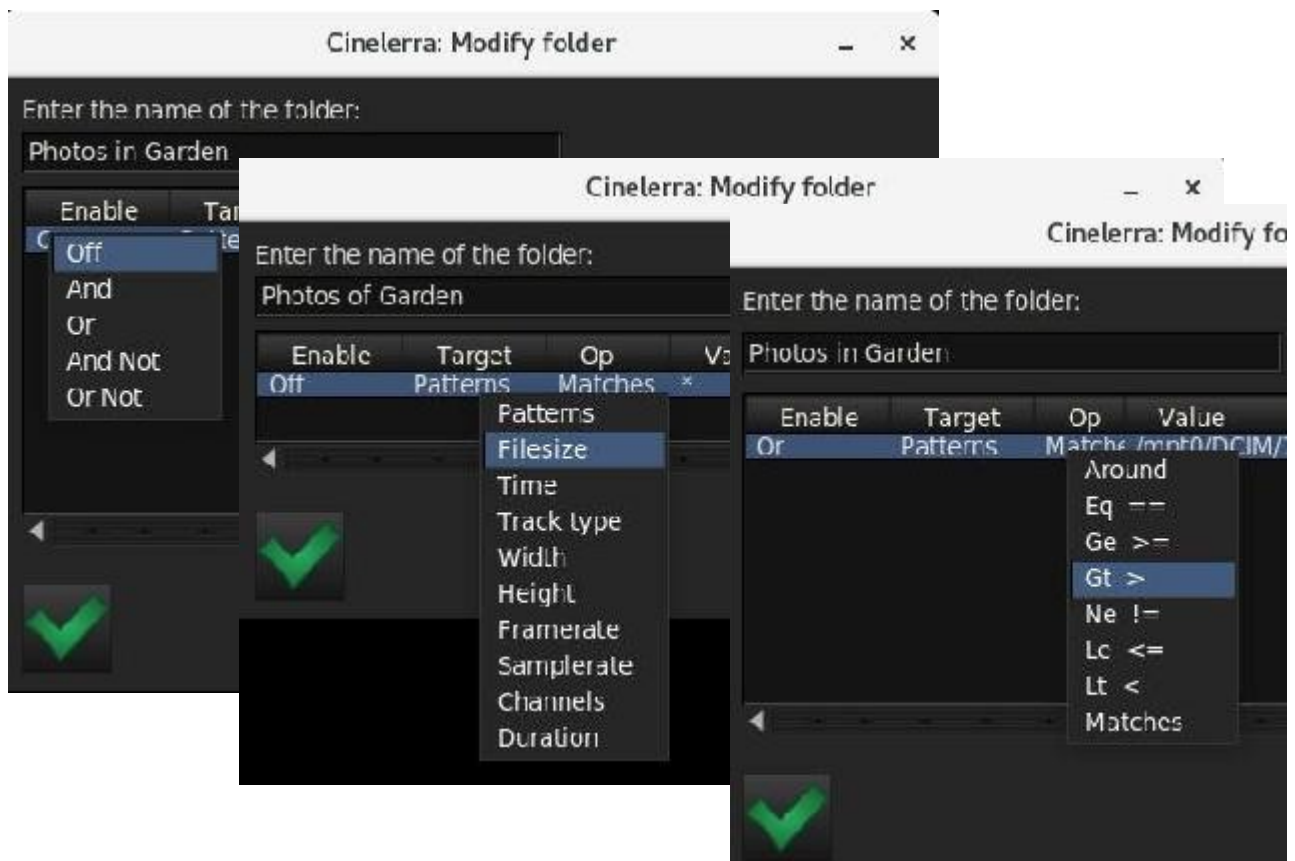 Cinelerra: Modify folder
Enter the name of the folder:
Photos in Garden
Enable
Off
And
Or
And Not
Or Not
Cinelerra: Modify folder
Enter the name of the folder:
Photos of Garden
Enable Target Op
Off Patterns Matches *
Patterns
Filesize
Time
Track type
Width
Height
Framerate
Samplerate
Channels
Duration
Cinelerra: Modify fo
Enter the name of the folder:
Photos in Garden
Enable Target Op Value
Or Patterns Matche /mnt0/DCIM/
Around
Eq ==
Ge >=
Gt >
Ne !=
Le <=
Lt <
Matches